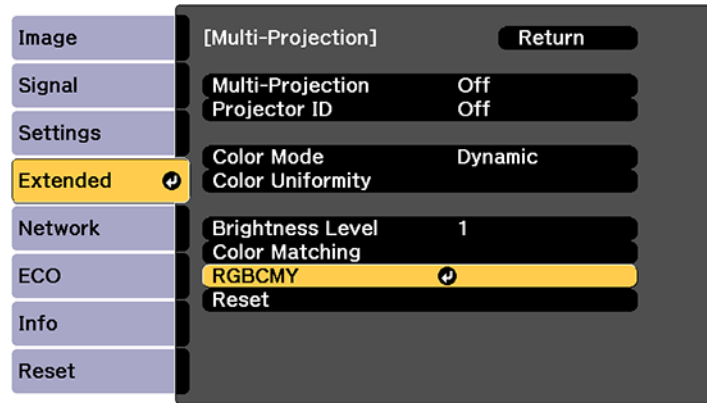 Image
Signal
Settings
Extended
Network
ECO
Info
Reset
[Multi-Projection] Return
Multi-Projection Off
Projector ID Off
Color Mode Dynamic
Color Uniformity
Brightness Level 1
Color Matching
RGBCMY
Reset